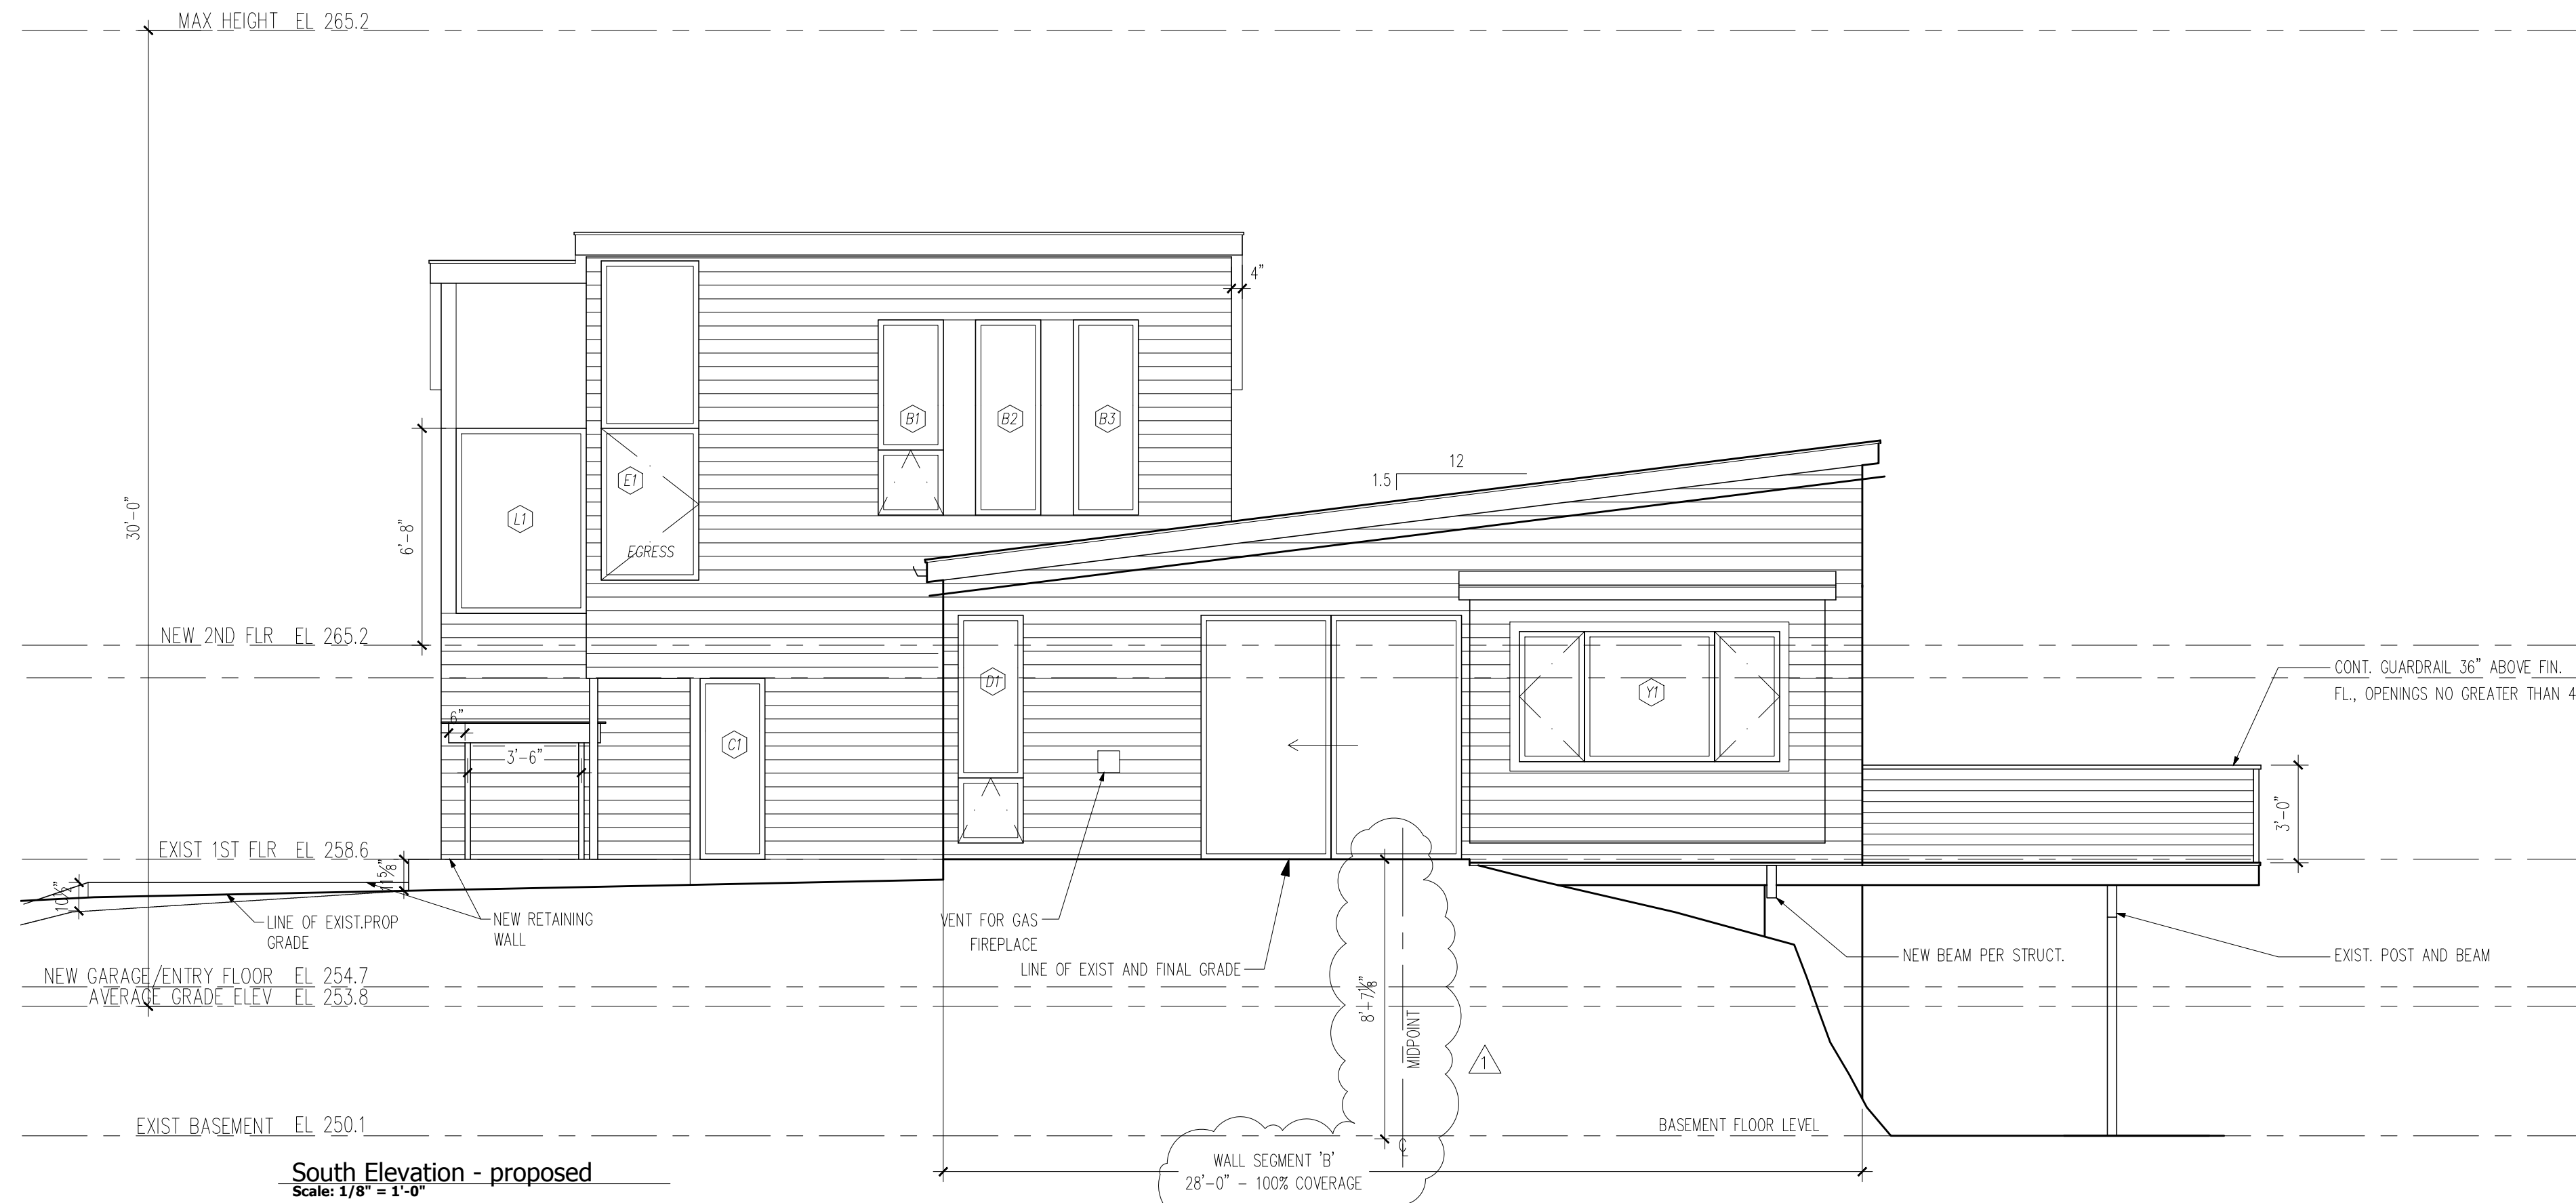 MAX HEIGHT EL 265.2
4”
12
1.5
B1
B2
B3
E1
L1
EGRESS
30'-0”
6'-8”
NEW 2ND FLR EL 265.2
CONT. GUARDRAIL 36” ABOVE FIN.
FL., OPENINGS NO GREATER THAN 4
D1
Y1
6”
C1
3'-6”
3'-0”
EXIST 1ST FLR EL 258.6
11⅝”
10½”
LINE OF EXIST.PROP
GRADE
NEW RETAINING
WALL
VENT FOR GAS
FIREPLACE
LINE OF EXIST AND FINAL GRADE
NEW BEAM PER STRUCT.
EXIST. POST AND BEAM
NEW GARAGE/ENTRY FLOOR EL 254.7
AVERAGE GRADE ELEV EL 253.8
8'-7⅛”
MIDPOINT
1
EXIST BASEMENT EL 250.1
BASEMENT FLOOR LEVEL
℄
WALL SEGMENT 'B'
28'-0” - 100% COVERAGE
South Elevation - proposed
Scale: 1/8" = 1'-0"